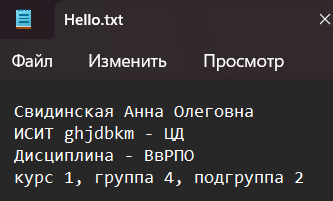 Hello.txt
Файл Изменить Просмотр
Свидинская Анна Олеговна
ИСИТ ghjdbkm - ЦД
Дисциплина - ВвРПО
курс 1, группа 4, подгруппа 2